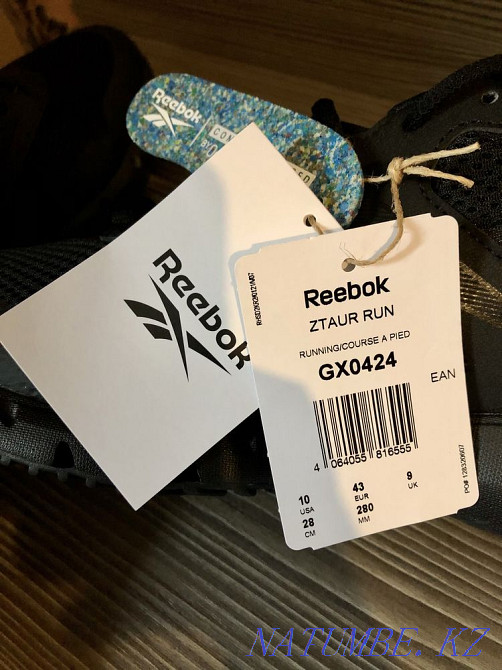 Reebok
CON
Reebok
Reebok
ZTAUR RUN
RUNNING/COURSE A PIED
GX0424
EAN
4 064055 816555
10 43 9
USA EUR UK
28 280
CM MM
NATUMBE.KZ